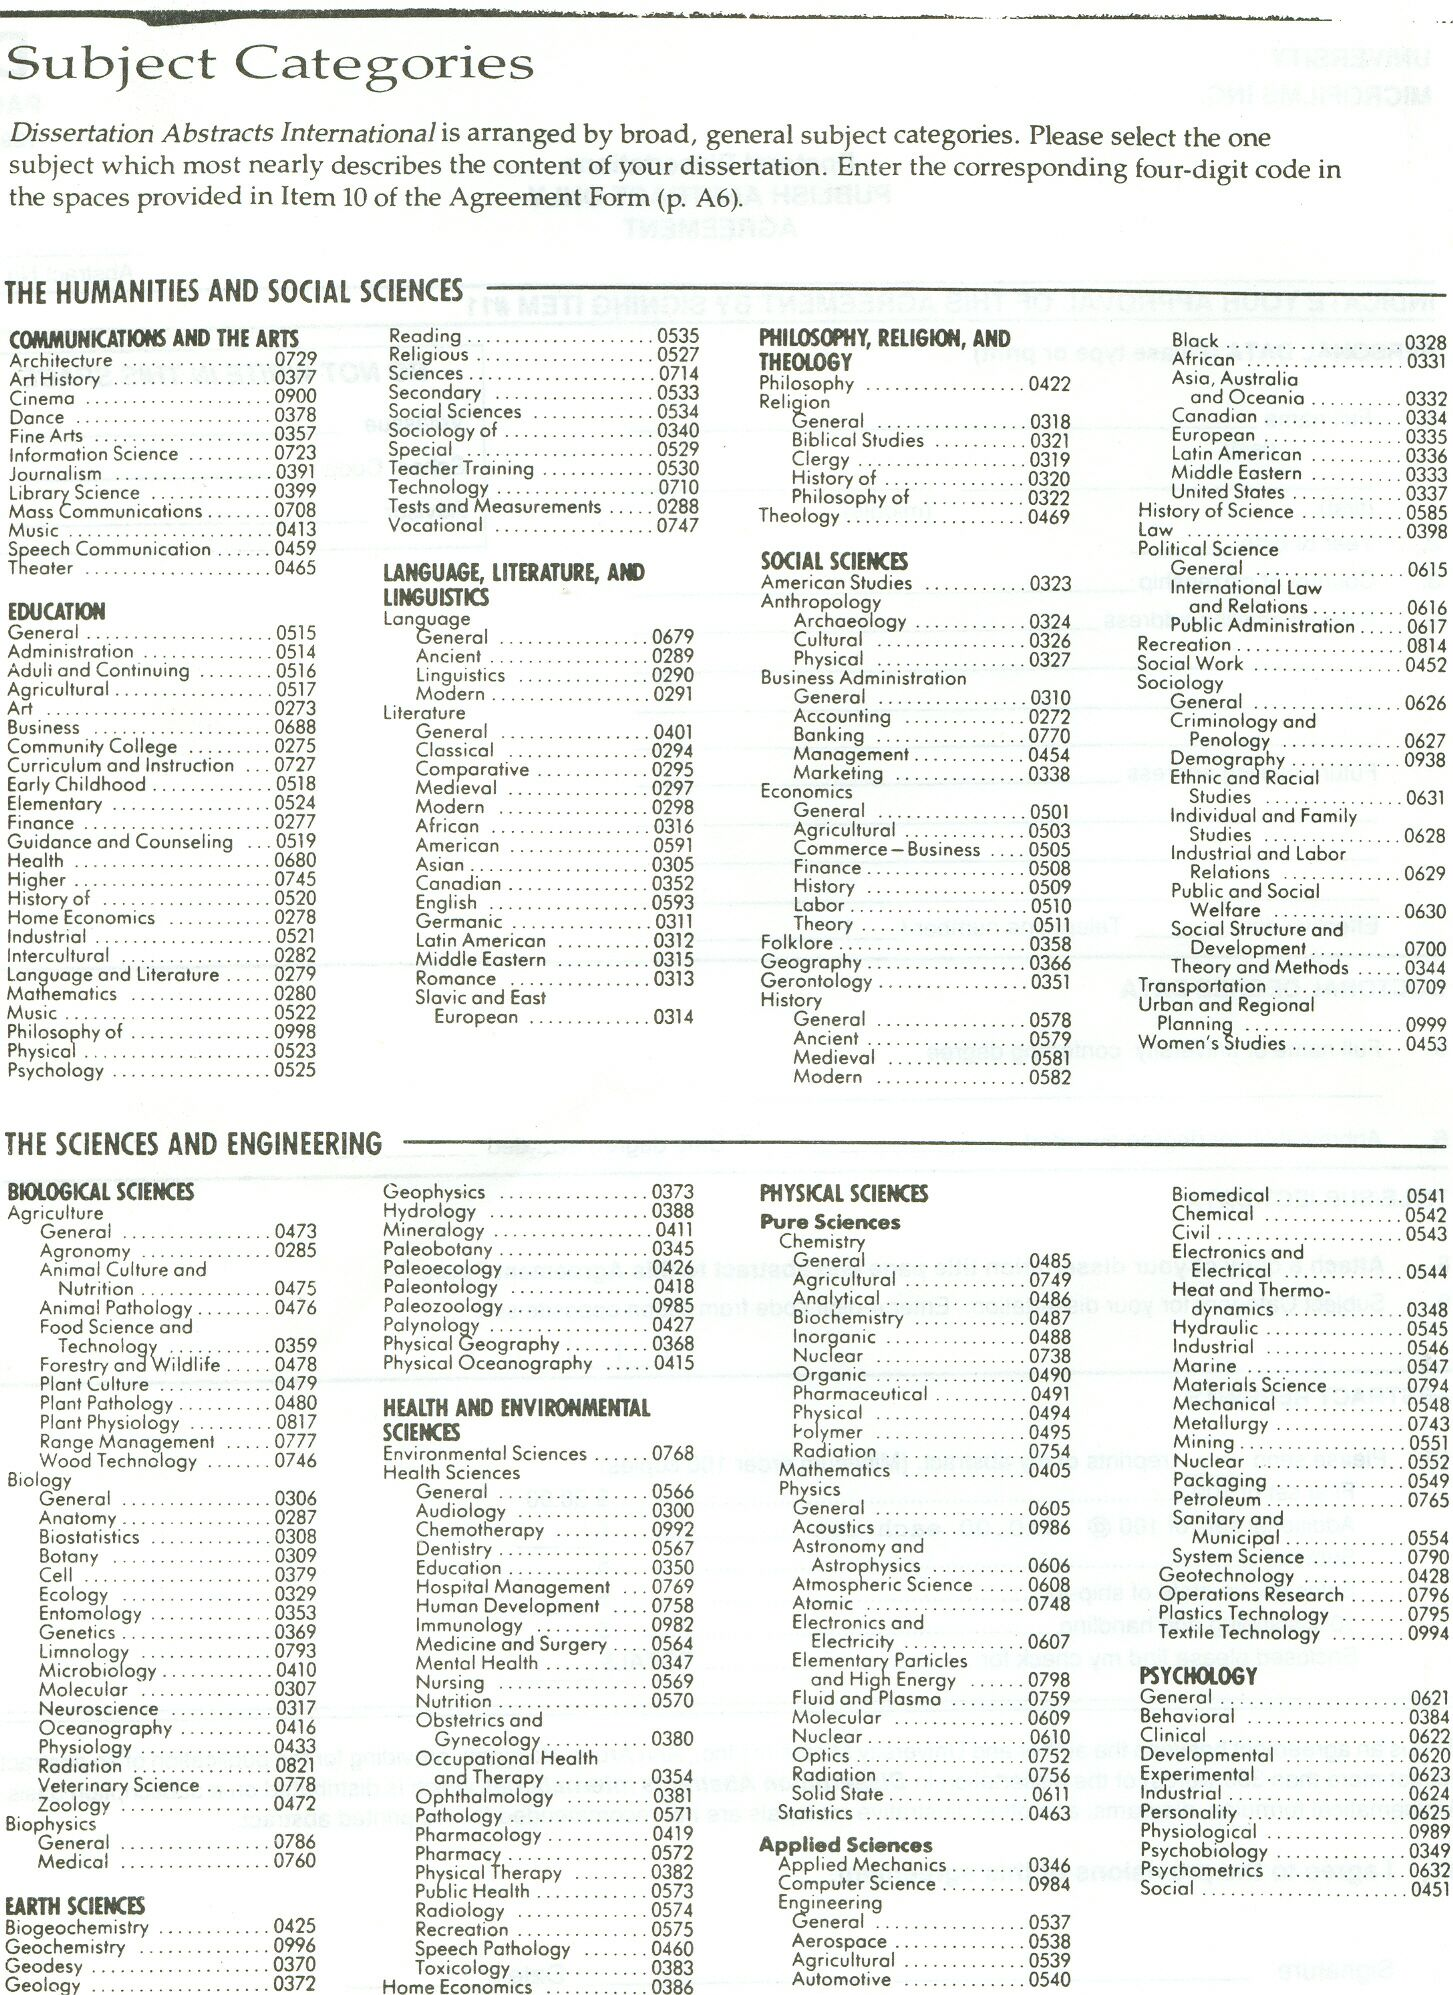 Subject Categories
Dissertation Abstracts International is arranged by broad, general subject categories. Please select the one
subject which most nearly describes the content of your dissertation. Enter the corresponding four-digit code in
the spaces provided in Item 10 of the Agreement Form (p. A6).
THE HUMANITIES AND SOCIAL SCIENCES
COMMUNICATIONS AND THE ARTS
Architecture 0729
Art History 0377
Cinema 0900
Dance 0378
Fine Arts 0357
Information Science 0723
Journalism 0391
Library Science 0399
Mass Communications 0708
Music 0413
Speech Communication 0459
Theater 0465
EDUCATION
General 0515
Administration 0514
Aduli and Continuing 0516
Agricultural 0517
Art 0273
Business 0688
Community College 0275
Curriculum and Instruction 0727
Early Childhood 0518
Elementary 0524
Finance 0277
Guidance and Counseling 0519
Health 0680
Higher 0745
History of 0520
Home Economics 0278
Industrial 0521
Intercultural 0282
Language and Literature 0279
Mathematics 0280
Music 0522
Philosophy of 0998
Physical 0523
Psychology 0525
Reading 0535
Religious 0527
Sciences 0714
Secondary 0533
Social Sciences 0534
Sociology of 0340
Special 0529
Teacher Training 0530
Technology 0710
Tests and Measurements 0288
Vocational 0747
LANGUAGE, LITERATURE, AND
LINGUISTICS
Language
General 0679
Ancient 0289
Linguistics 0290
Modern 0291
Literature
General 0401
Classical 0294
Comparative 0295
Medieval 0297
Modern 0298
African 0316
American 0591
Asian 0305
Canadian 0352
English 0593
Germanic 0311
Latin American 0312
Middle Eastern 0315
Romance 0313
Slavic and East
European 0314
PHILOSOPHY, RELIGION, AND
THEOLOGY
Philosophy 0422
Religion
General 0318
Biblical Studies 0321
Clergy 0319
History of 0320
Philosophy of 0322
Theology 0469
SOCIAL SCIENCES
American Studies 0323
Anthropology
Archaeology 0324
Cultural 0326
Physical 0327
Business Administration
General 0310
Accounting 0272
Banking 0770
Management 0454
Marketing 0338
Economics
General 0501
Agricultural 0503
Commerce—Business 0505
Finance 0508
History 0509
Labor 0510
Theory 0511
Folklore 0358
Geography 0366
Gerontology 0351
History
General 0578
Ancient 0579
Medieval 0581
Modern 0582
Black 0328
African 0331
Asia, Australia
and Oceania 0332
Canadian 0334
European 0335
Latin American 0336
Middle Eastern 0333
United States 0337
History of Science 0585
Law 0398
Political Science
General 0615
International Law
and Relations 0616
Public Administration 0617
Recreation 0814
Social Work 0452
Sociology
General 0626
Criminology and
Penology 0627
Demography 0938
Ethnic and Racial
Studies 0631
Individual and Family
Studies 0628
Industrial and Labor
Relations 0629
Public and Social
Welfare 0630
Social Structure and
Development 0700
Theory and Methods 0344
Transportation 0709
Urban and Regional
Planning 0999
Women's Studies 0453
THE SCIENCES AND ENGINEERING
BIOLOGICAL SCIENCES
Agriculture
General 0473
Agronomy 0285
Animal Culture and
Nutrition 0475
Animal Pathology 0476
Food Science and
Technology 0359
Forestry and Wildlife 0478
Plant Culture 0479
Plant Pathology 0480
Plant Physiology 0817
Range Management 0777
Wood Technology 0746
Biology
General 0306
Anatomy 0287
Biostatistics 0308
Botany 0309
Cell 0379
Ecology 0329
Entomology 0353
Genetics 0369
Limnology 0793
Microbiology 0410
Molecular 0307
Neuroscience 0317
Oceanography 0416
Physiology 0433
Radiation 0821
Veterinary Science 0778
Zoology 0472
Biophysics
General 0786
Medical 0760
EARTH SCIENCES
Biogeochemistry 0425
Geochemistry 0996
Geodesy 0370
Geology 0372
Geophysics 0373
Hydrology 0388
Mineralogy 0411
Paleobotany 0345
Paleoecology 0426
Paleontology 0418
Paleozoology 0985
Palynology 0427
Physical Geography 0368
Physical Oceanography 0415
HEALTH AND ENVIRONMENTAL
SCIENCES
Environmental Sciences 0768
Health Sciences
General 0566
Audiology 0300
Chemotherapy 0992
Dentistry 0567
Education 0350
Hospital Management 0769
Human Development 0758
Immunology 0982
Medicine and Surgery 0564
Mental Health 0347
Nursing 0569
Nutrition 0570
Obstetrics and
Gynecology 0380
Occupational Health
and Therapy 0354
Ophthalmology 0381
Pathology 0571
Pharmacology 0419
Pharmacy 0572
Physical Therapy 0382
Public Health 0573
Radiology 0574
Recreation 0575
Speech Pathology 0460
Toxicology 0383
Home Economics 0386
PHYSICAL SCIENCES
Pure Sciences
Chemistry
General 0485
Agricultural 0749
Analytical 0486
Biochemistry 0487
Inorganic 0488
Nuclear 0738
Organic 0490
Pharmaceutical 0491
Physical 0494
Polymer 0495
Radiation 0754
Mathematics 0405
Physics
General 0605
Acoustics 0986
Astronomy and
Astrophysics 0606
Atmospheric Science 0608
Atomic 0748
Electronics and
Electricity 0607
Elementary Particles
and High Energy 0798
Fluid and Plasma 0759
Molecular 0609
Nuclear 0610
Optics 0752
Radiation 0756
Solid State 0611
Statistics 0463
Applied Sciences
Applied Mechanics 0346
Computer Science 0984
Engineering
General 0537
Aerospace 0538
Agricultural 0539
Automotive 0540
Biomedical 0541
Chemical 0542
Civil 0543
Electronics and
Electrical 0544
Heat and Thermo-
dynamics 0348
Hydraulic 0545
Industrial 0546
Marine 0547
Materials Science 0794
Mechanical 0548
Metallurgy 0743
Mining 0551
Nuclear 0552
Packaging 0549
Petroleum 0765
Sanitary and
Municipal 0554
System Science 0790
Geotechnology 0428
Operations Research 0796
Plastics Technology 0795
Textile Technology 0994
PSYCHOLOGY
General 0621
Behavioral 0384
Clinical 0622
Developmental 0620
Experimental 0623
Industrial 0624
Personality 0625
Physiological 0989
Psychobiology 0349
Psychometrics 0632
Social 0451